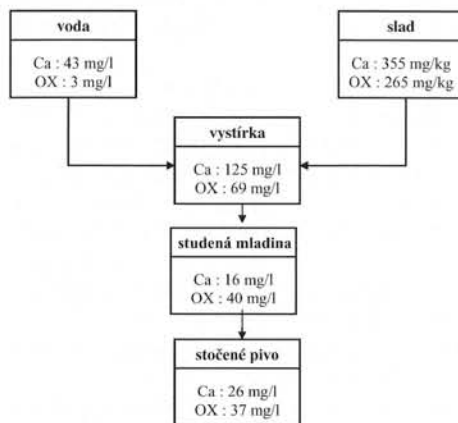 voda
Ca : 43 mg/l
OX : 3 mg/l
slad
Ca : 355 mg/kg
OX : 265 mg/kg
vystírka
Ca : 125 mg/l
OX : 69 mg/l
studená mladina
Ca : 16 mg/l
OX : 40 mg/l
stočené pivo
Ca : 26 mg/l
OX : 37 mg/l